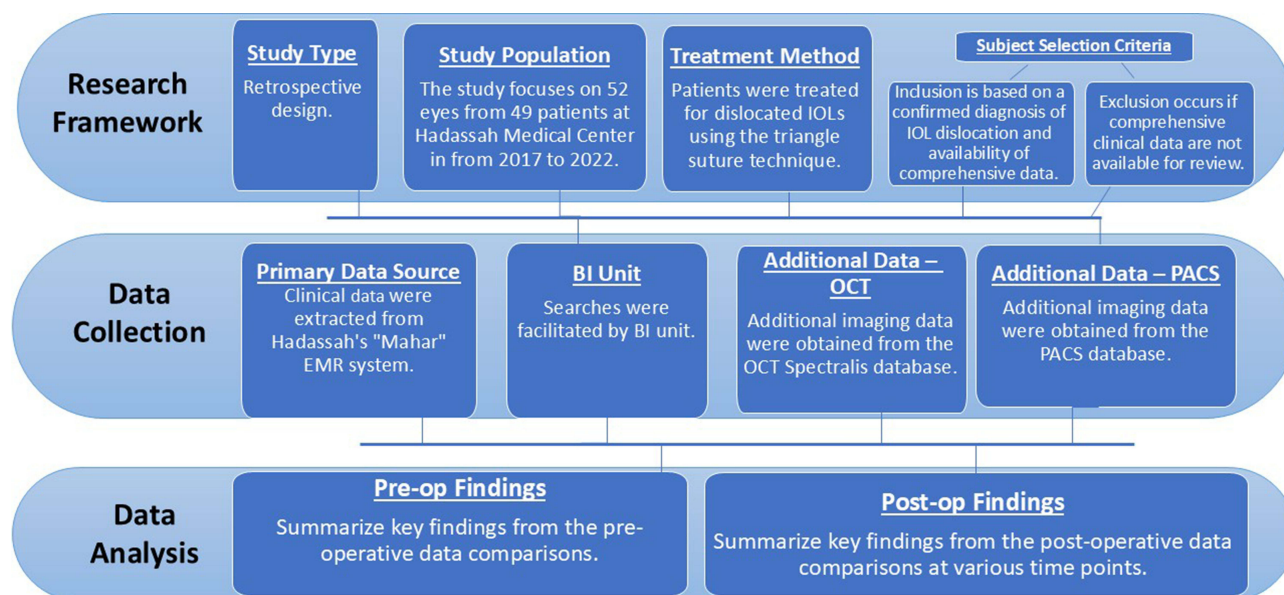 Research
Framework
Study Type
Retrospective
design.
Study Population
The study focuses on 52
eyes from 49 patients at
Hadassah Medical Center
in from 2017 to 2022.
Treatment Method
Patients were treated
for dislocated IOLs
using the triangle
suture technique.
Subject Selection Criteria
Inclusion is based on a
confirmed diagnosis of
IOL dislocation and
availability of
comprehensive data.
Exclusion occurs if
comprehensive
clinical data are not
available for review.
Data
Collection
Primary Data Source
Clinical data were
extracted from
Hadassah's "Mahar"
EMR system.
BI Unit
Searches were
facilitated by BI unit.
Additional Data –
OCT
Additional imaging data
were obtained from the
OCT Spectralis database.
Additional Data – PACS
Additional imaging data
were obtained from the
PACS database.
Data
Analysis
Pre-op Findings
Summarize key findings from the pre-
operative data comparisons.
Post-op Findings
Summarize key findings from the post-operative data
comparisons at various time points.